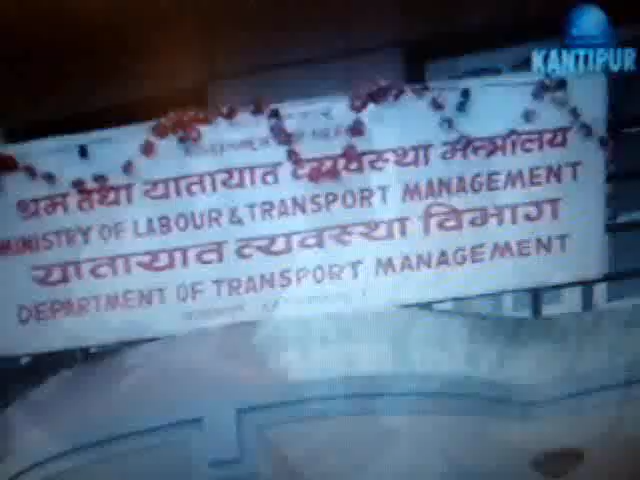 KANTIPUR
श्रम तथा यातायात व्यवस्था मन्त्रालय
MINISTRY OF LABOUR & TRANSPORT MANAGEMENT
यातायात व्यवस्था विभाग
DEPARTMENT OF TRANSPORT MANAGEMENT